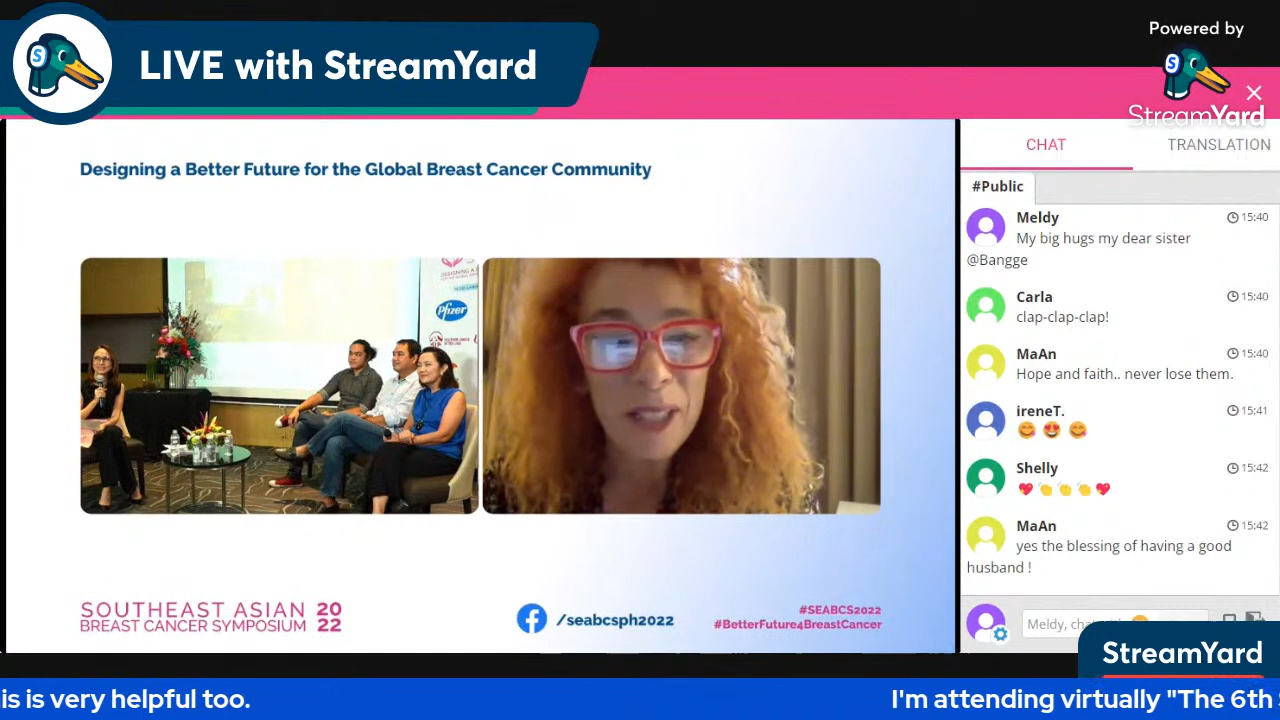 LIVE with StreamYard
Powered by
StreamYard
Designing a Better Future for the Global Breast Cancer Community
Pfizer
SOUTHEAST ASIAN 20
BREAST CANCER SYMPOSIUM 22
/seabcsph2022
#SEABCS2022
#BetterFuture4BreastCancer
CHAT
TRANSLATION
#Public
Meldy 15:40
My big hugs my dear sister
@Bangge
Carla 15:40
clap-clap-clap!
MaAn 15:40
Hope and faith.. never lose them.
ireneT. 15:41
😊 😍 😊
Shelly 15:42
💖 👏 👏 👏 💖
MaAn 15:42
yes the blessing of having a good
husband !
Meldy,
StreamYard
is is very helpful too.
I'm attending virtually "The 6th